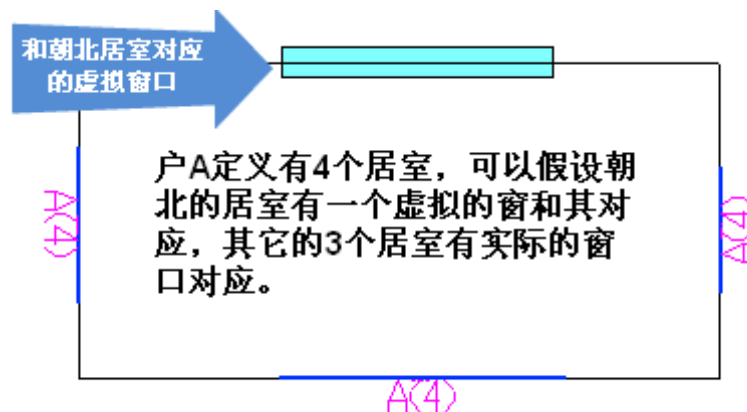 和朝北居室对应
的虚拟窗口
户A定义有4个居室，可以假设朝
北的居室有一个虚拟的窗和其对
应，其它的3个居室有实际的窗
口对应。
A(4)
A(4)
A(4)